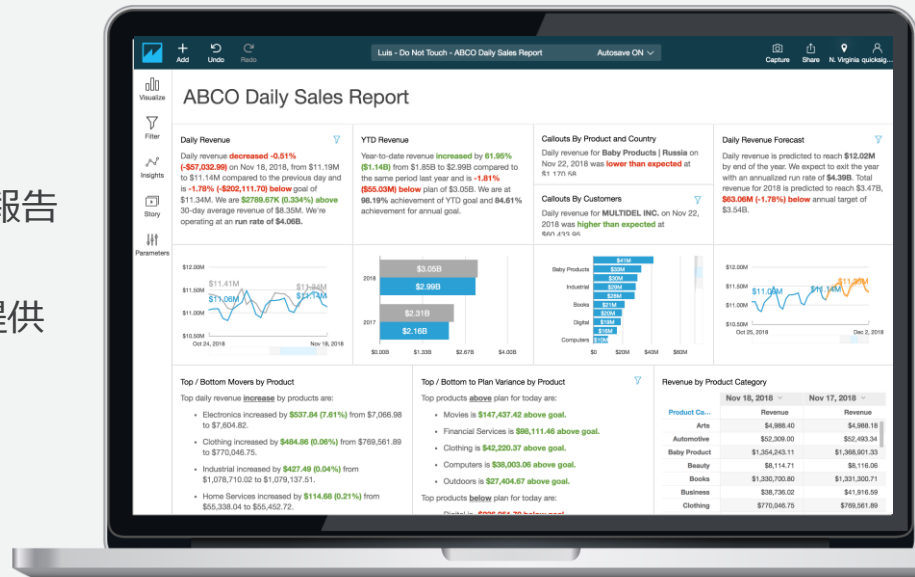 報告
提供
Add
Undo
Redo
Luis - Do Not Touch - ABCO Daily Sales Report
Autosave ON
Capture
Share
N. Virginia
quicksig...
Visualize
Filter
Insights
Story
Parameters
ABCO Daily Sales Report
Daily Revenue
Daily revenue decreased -0.51%
(-$57,032.99) on Nov 18, 2018, from $11.19M
to $11.14M compared to the previous day and
is -1.78% (-$202,111.70) below goal of
$11.34M. We are $2789.67K (0.334%) above
30-day average revenue of $8.35M. We're
operating at an run rate of $4.06B.
YTD Revenue
Year-to-date revenue increased by 61.95%
($1.14B) from $1.85B to $2.99B compared to
the same period last year and is -1.81%
($55.03M) below plan of $3.05B. We are at
98.19% achievement of YTD goal and 84.61%
achievement for annual goal.
Callouts By Product and Country
Daily revenue for Baby Products | Russia on
Nov 22, 2018 was lower than expected at
Callouts By Customers
Daily revenue for MULTIDEL INC. on Nov 22,
2018 was higher than expected at
Daily Revenue Forecast
Daily revenue is predicted to reach $12.02M
by end of the year. We expect to exit the year
with an annualized run rate of $4.39B. Total
revenue for 2018 is predicted to reach $3.47B,
$63.06M (-1.78%) below annual target of
$3.54B.
$12.00M
$11.50M
$11.00M
$10.50M
$11.41M
$11.06M
$11.14M
Oct 24, 2018
Nov 18, 2018
2018
$3.05B
$2.99B
2017
$2.31B
$2.16B
$0.00B
$1.33B
$2.67B
$4.00B
Baby Products
$41M
$33M
$30M
Industrial
$29M
$28M
Books
$21M
$20M
Digital
$19M
$18M
Computers
$0
$20M
$40M
$60M
$12.00M
$11.50M
$11.00M
$10.50M
$11.14M
Oct 25, 2018
Dec 2, 2018
Top / Bottom Movers by Product
Top daily revenue increase by products are:
• Electronics increased by $537.84 (7.61%) from $7,066.98
to $7,604.82.
• Clothing increased by $484.86 (0.06%) from $769,561.89
to $770,046.75.
• Industrial increased by $427.49 (0.04%) from
$1,078,710.02 to $1,079,137.51.
• Home Services increased by $114.68 (0.21%) from
$55,338.04 to $55,452.72.
Top / Bottom to Plan Variance by Product
Top products above plan for today are:
• Movies is $147,437.42 above goal.
• Financial Services is $98,111.46 above goal.
• Clothing is $42,220.37 above goal.
• Computers is $38,003.06 above goal.
• Outdoors is $27,404.67 above goal.
Top products below plan for today are:
Revenue by Product Category
Nov 18, 2018
Nov 17, 2018
Product Ca...
Revenue
Revenue
Arts $4,988.40 $4,988.16
Automotive $52,309.00 $52,493.34
Baby Product $1,354,243.11 $1,368,901.33
Beauty $8,114.71 $8,116.06
Books $1,330,700.80 $1,331,300.71
Business $38,736.02 $41,916.59
Clothing $770,046.75 $769,561.89